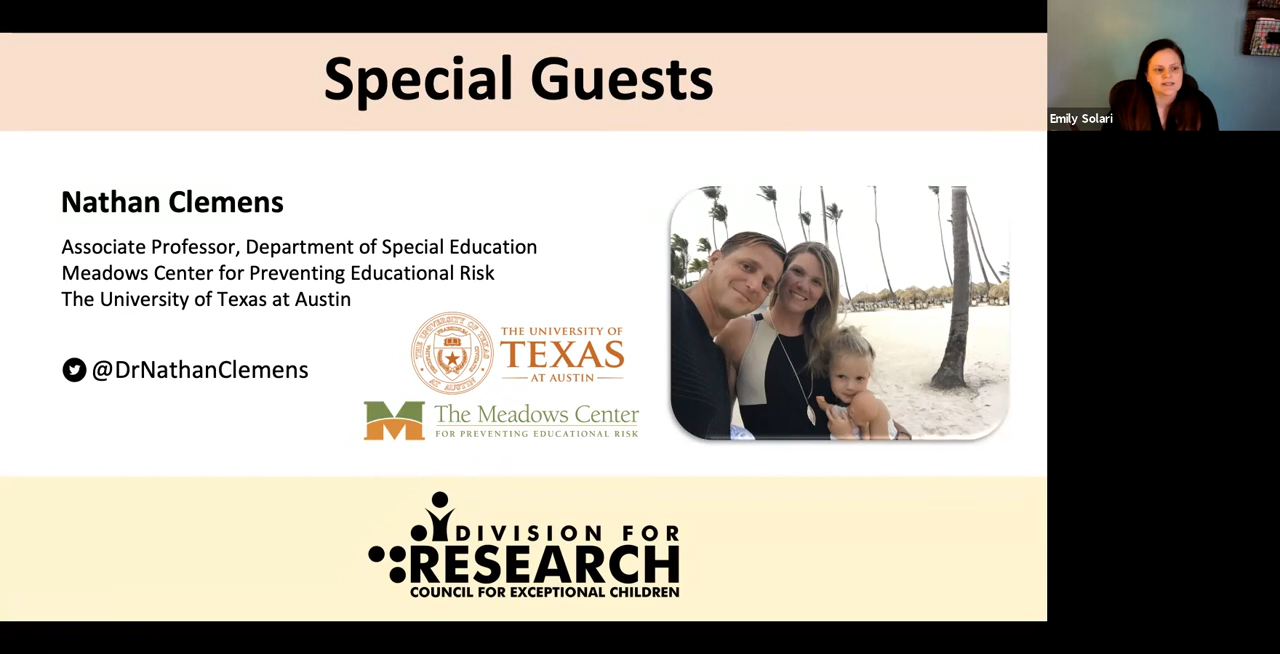 Special Guests
Emily Solari
Nathan Clemens
Associate Professor, Department of Special Education
Meadows Center for Preventing Educational Risk
The University of Texas at Austin
@DrNathanClemens
THE UNIVERSITY OF
TEXAS
AT AUSTIN
The Meadows Center
FOR PREVENTING EDUCATIONAL RISK
DIVISION FOR
RESEARCH
COUNCIL FOR EXCEPTIONAL CHILDREN